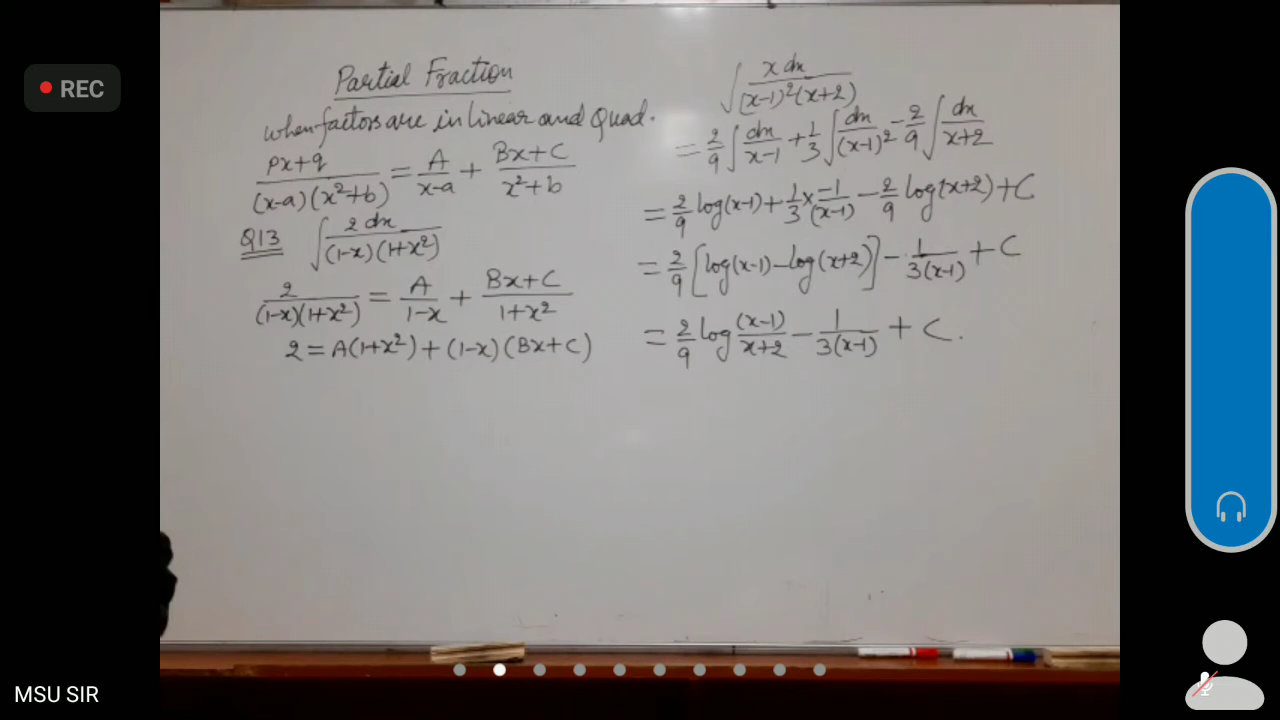 REC
Partial Fraction
when factors are in linear and Quad.
px+q/(x-a)(x²+b) = A/x-a + Bx+C/x²+b
Q13 ∫ 2dx/(1-x)(1+x²)
2/(1-x)(1+x²) = A/1-x + Bx+C/1+x²
2 = A(1+x²) + (1-x)(Bx+C)
∫ x dx/(x-1)²(x+2)
= 2/9 ∫ dx/x-1 + 1/3 ∫ dx/(x-1)² - 2/9 ∫ dx/x+2
= 2/9 log(x-1) + 1/3 × -1/(x-1) - 2/9 log(x+2) + C
= 2/9 [log(x-1) - log(x+2)] - 1/3(x-1) + C
= 2/9 log (x-1)/x+2 - 1/3(x-1) + C.
MSU SIR